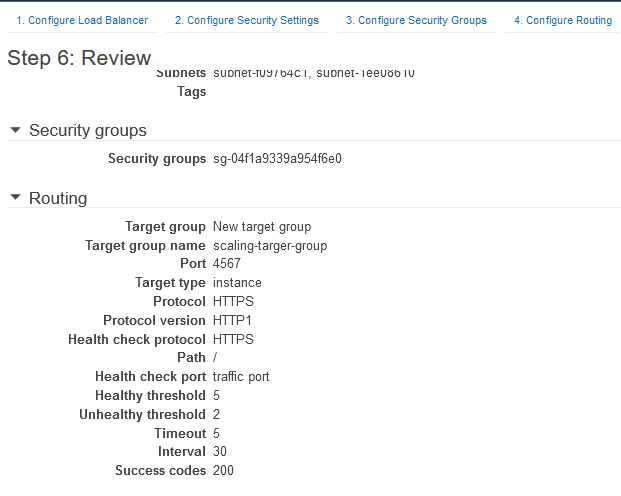 1. Configure Load Balancer 2. Configure Security Settings 3. Configure Security Groups 4. Configure Routing
Step 6: Review
Subnets subnet-f09764c1, subnet-1ee08610
Tags
Security groups
Security groups sg-04f1a9339a954f6e0
Routing
Target group New target group
Target group name scaling-targer-group
Port 4567
Target type instance
Protocol HTTPS
Protocol version HTTP1
Health check protocol HTTPS
Path /
Health check port traffic port
Healthy threshold 5
Unhealthy threshold 2
Timeout 5
Interval 30
Success codes 200